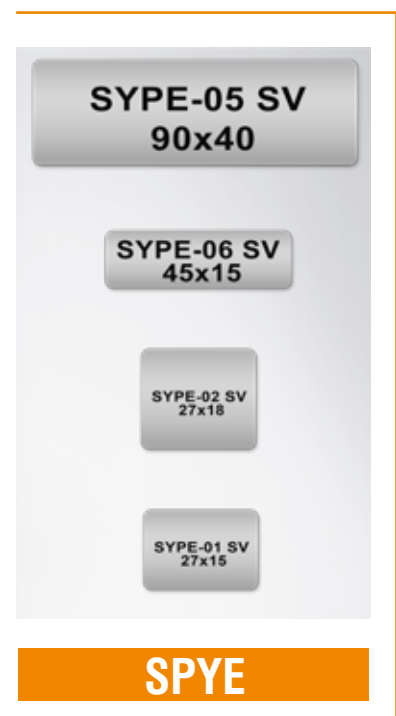 SYPE-05 SV
90x40
SYPE-06 SV
45x15
SYPE-02 SV
27x18
SYPE-01 SV
27x15
SPYE